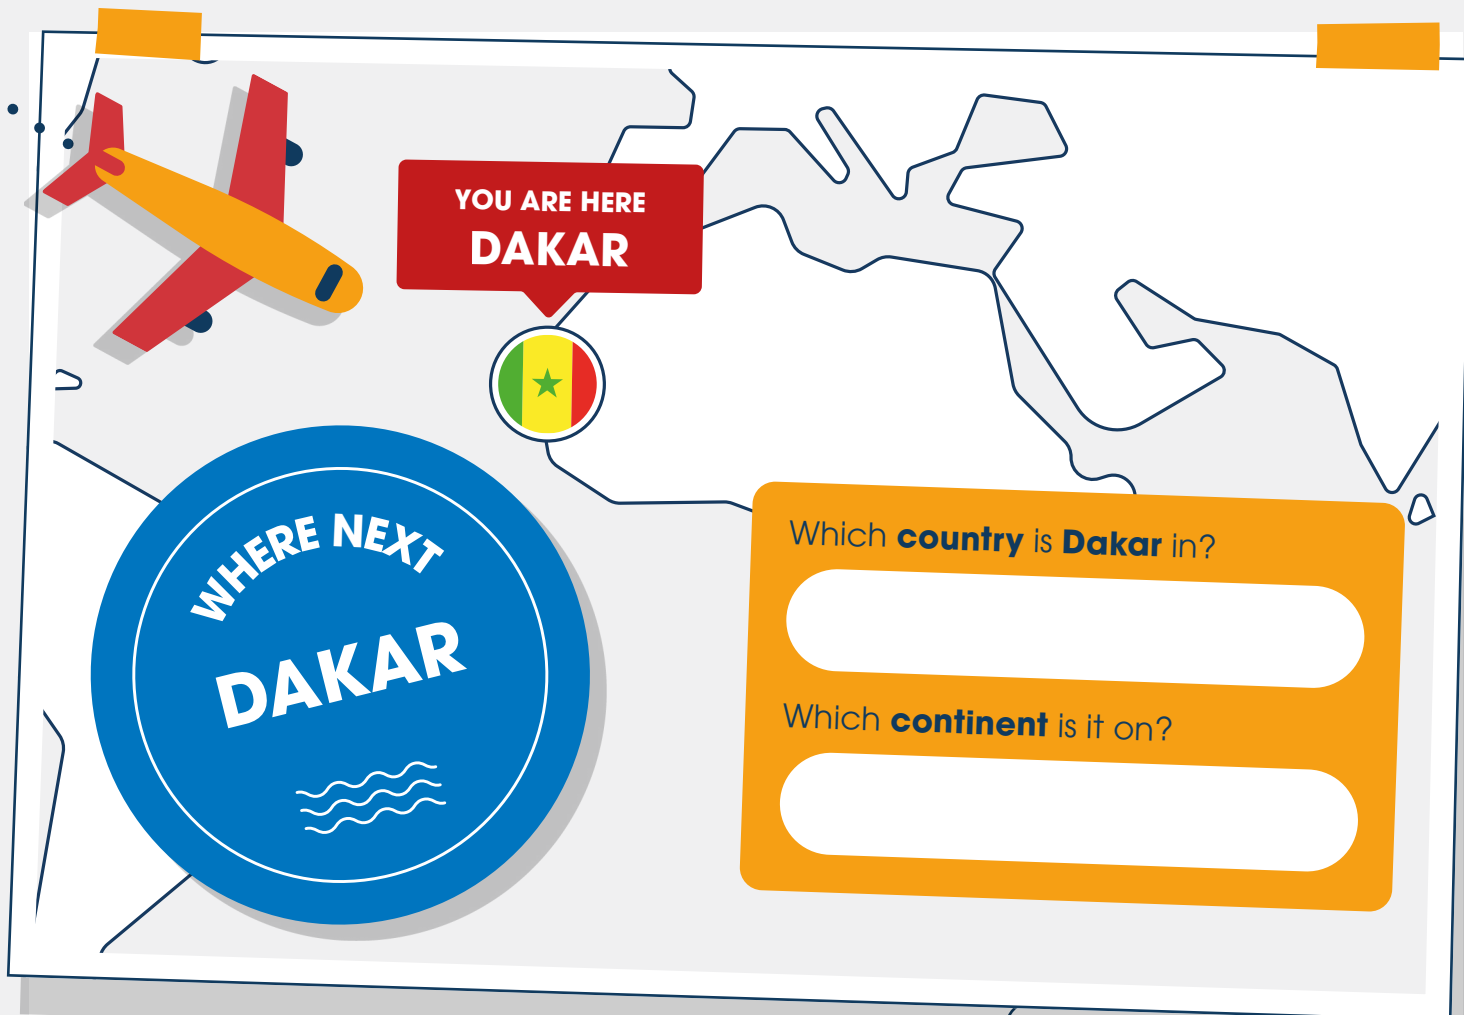 YOU ARE HERE
DAKAR
WHERE NEXT
DAKAR
Which country is Dakar in?
Which continent is it on?